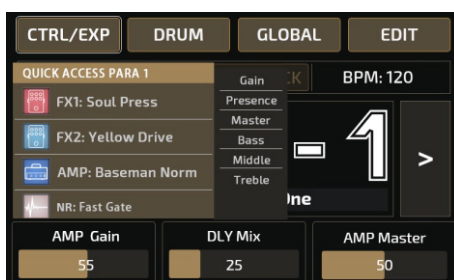 CTRL/EXP DRUM GLOBAL EDIT
QUICK ACCESS PARA 1
Gain
BPM: 120
FX1: Soul Press
Presence
Master
FX2: Yellow Drive
Bass
- 1
>
AMP: Baseman Norm
Middle
Treble
NR: Fast Gate
AMP Gain DLY Mix AMP Master
55 25 50